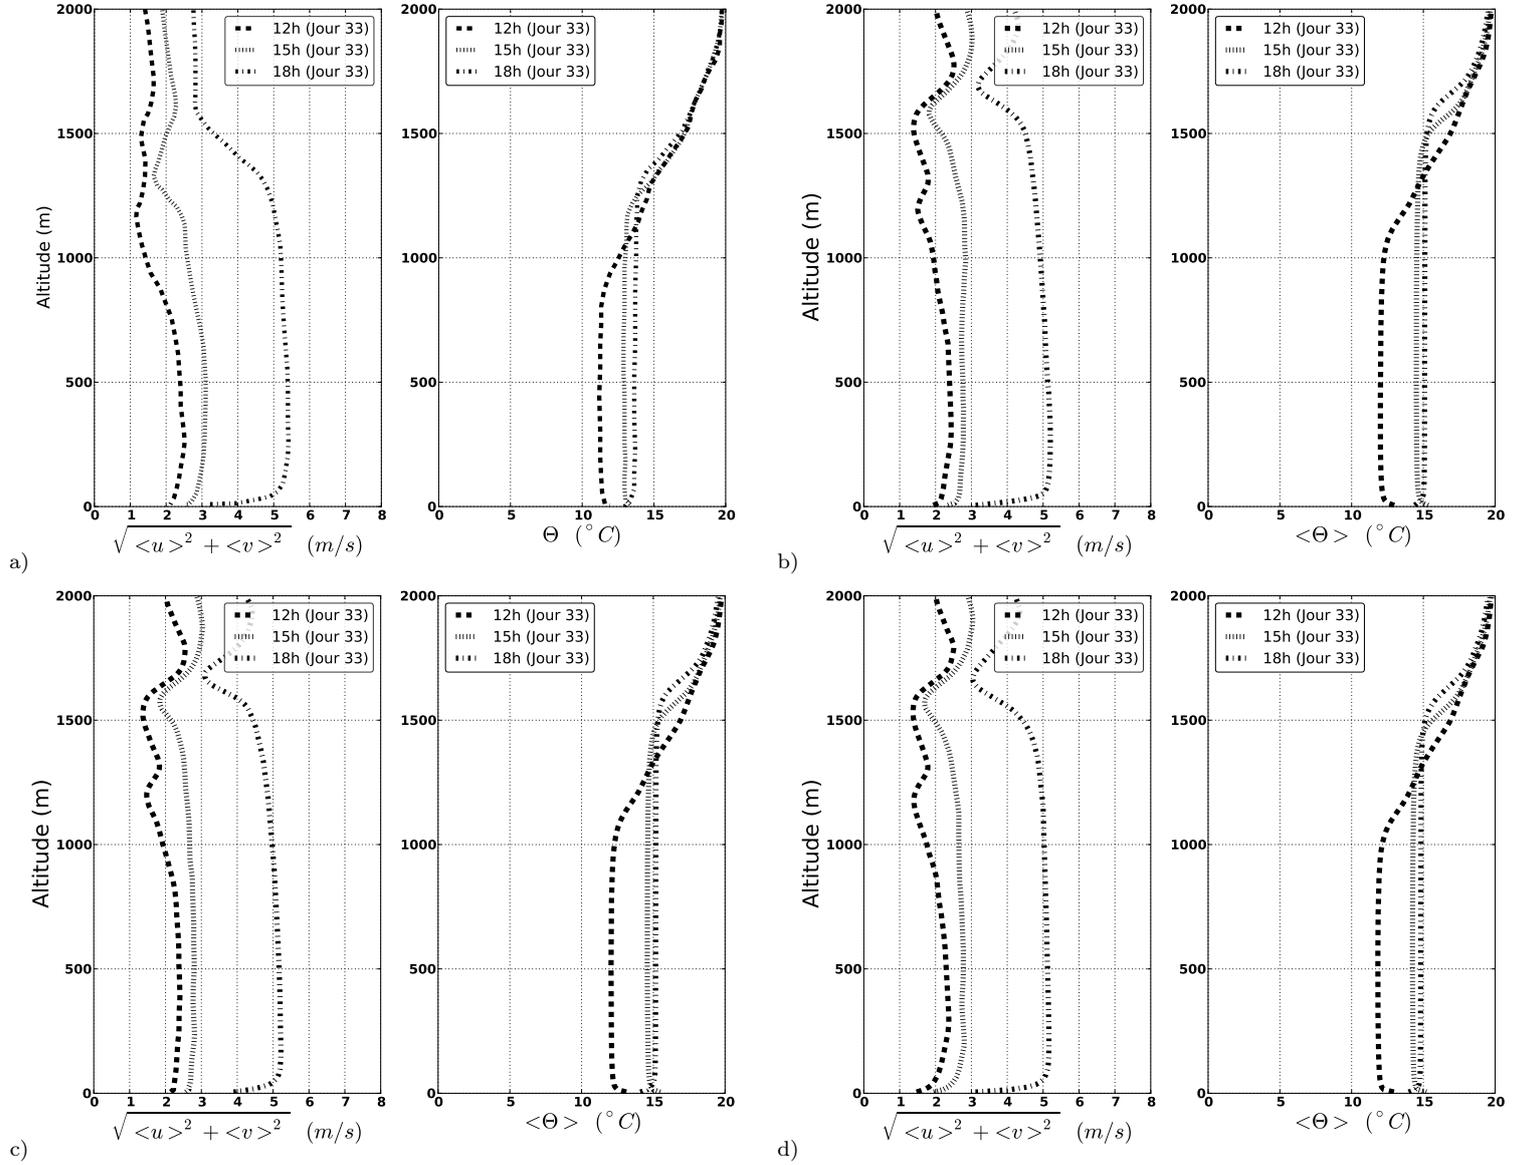 2000
1500
1000
500
0
Altitude (m)
12h (Jour 33)
15h (Jour 33)
18h (Jour 33)
0 1 2 3 4 5 6 7 8
√<u>² + <v>² (m/s)
2000
1500
1000
500
0
12h (Jour 33)
15h (Jour 33)
18h (Jour 33)
0 5 10 15 20
Θ (°C)
a)
2000
1500
1000
500
0
Altitude (m)
12h (Jour 33)
15h (Jour 33)
18h (Jour 33)
0 1 2 3 4 5 6 7 8
√<u>² + <v>² (m/s)
2000
1500
1000
500
0
12h (Jour 33)
15h (Jour 33)
18h (Jour 33)
0 5 10 15 20
<Θ> (°C)
b)
2000
1500
1000
500
0
Altitude (m)
12h (Jour 33)
15h (Jour 33)
18h (Jour 33)
0 1 2 3 4 5 6 7 8
√<u>² + <v>² (m/s)
2000
1500
1000
500
0
12h (Jour 33)
15h (Jour 33)
18h (Jour 33)
0 5 10 15 20
<Θ> (°C)
c)
2000
1500
1000
500
0
Altitude (m)
12h (Jour 33)
15h (Jour 33)
18h (Jour 33)
0 1 2 3 4 5 6 7 8
√<u>² + <v>² (m/s)
2000
1500
1000
500
0
12h (Jour 33)
15h (Jour 33)
18h (Jour 33)
0 5 10 15 20
<Θ> (°C)
d)